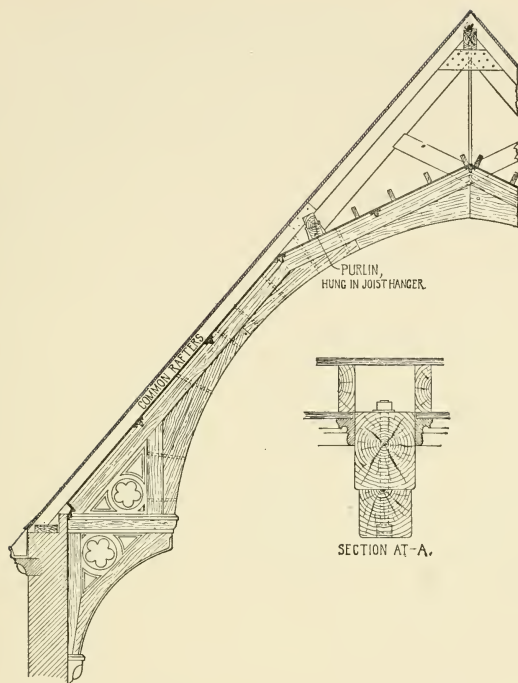 PURLIN,
HUNG IN JOIST HANGER
COMMON RAFTERS
SECTION AT-A.